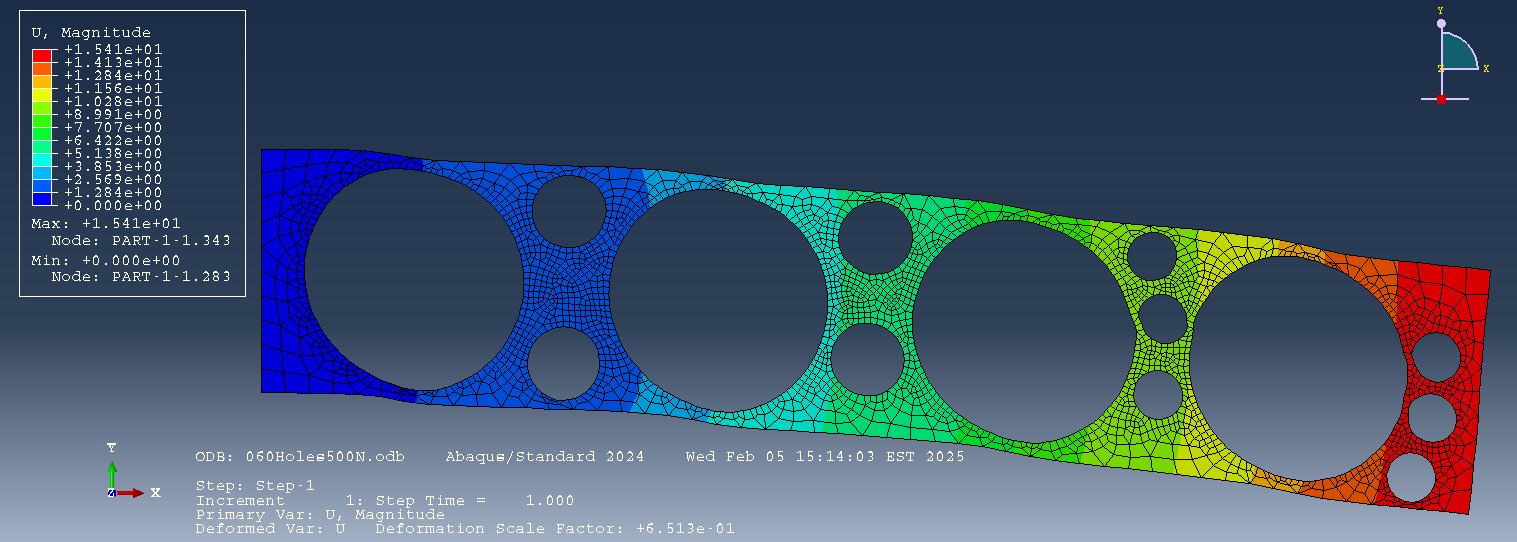 U, Magnitude
+1.541e+01
+1.413e+01
+1.284e+01
+1.156e+01
+1.028e+01
+8.991e+00
+7.707e+00
+6.422e+00
+5.138e+00
+3.853e+00
+2.569e+00
+1.284e+00
+0.000e+00
Max: +1.541e+01
Node: PART-1-1.343
Min: +0.000e+00
Node: PART-1-1.283
Y
Z X
Y
Z X
ODB: 060Holes500N.odb Abaqus/Standard 2024 Wed Feb 05 15:14:03 EST 2025
Step: Step-1
Increment 1: Step Time = 1.000
Primary Var: U, Magnitude
Deformed Var: U Deformation Scale Factor: +6.513e-01